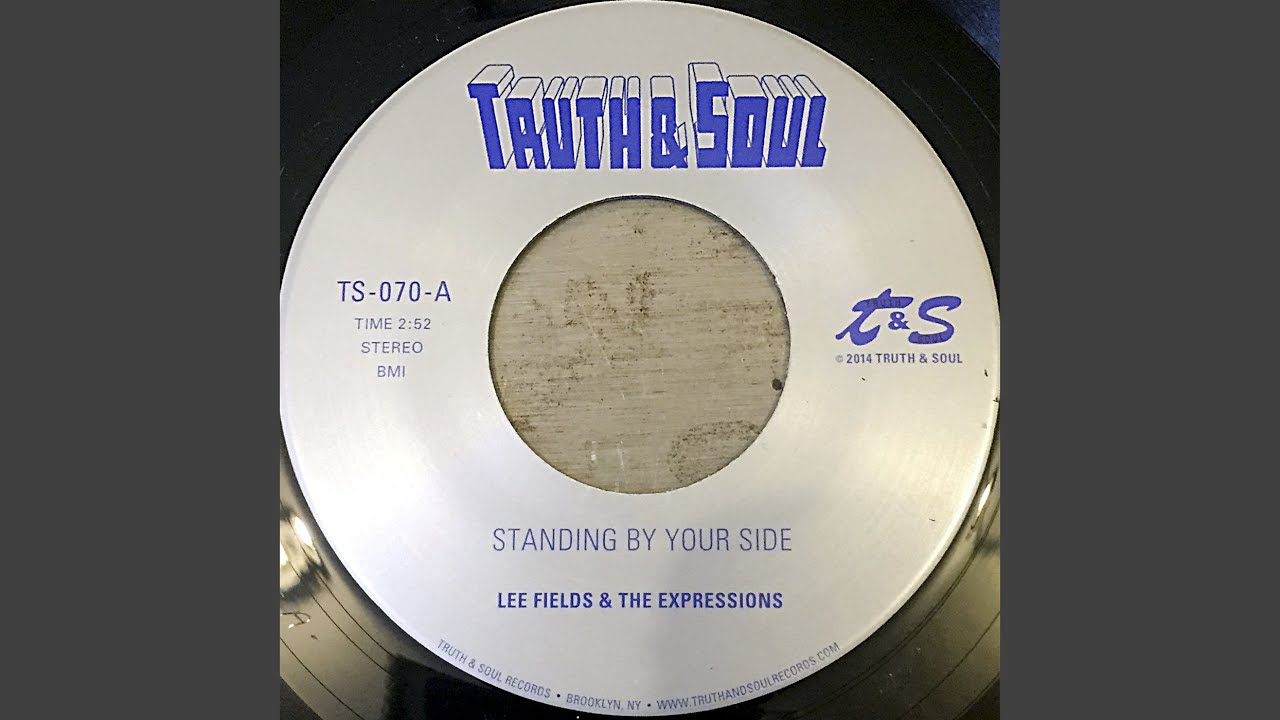 TRUTH & SOUL
TS-070-A
TIME 2:52
STEREO
BMI
T&S
© 2014 TRUTH & SOUL
STANDING BY YOUR SIDE
LEE FIELDS & THE EXPRESSIONS
TRUTH & SOUL RECORDS • BROOKLYN, NY • WWW.TRUTHANDSOULRECORDS.COM